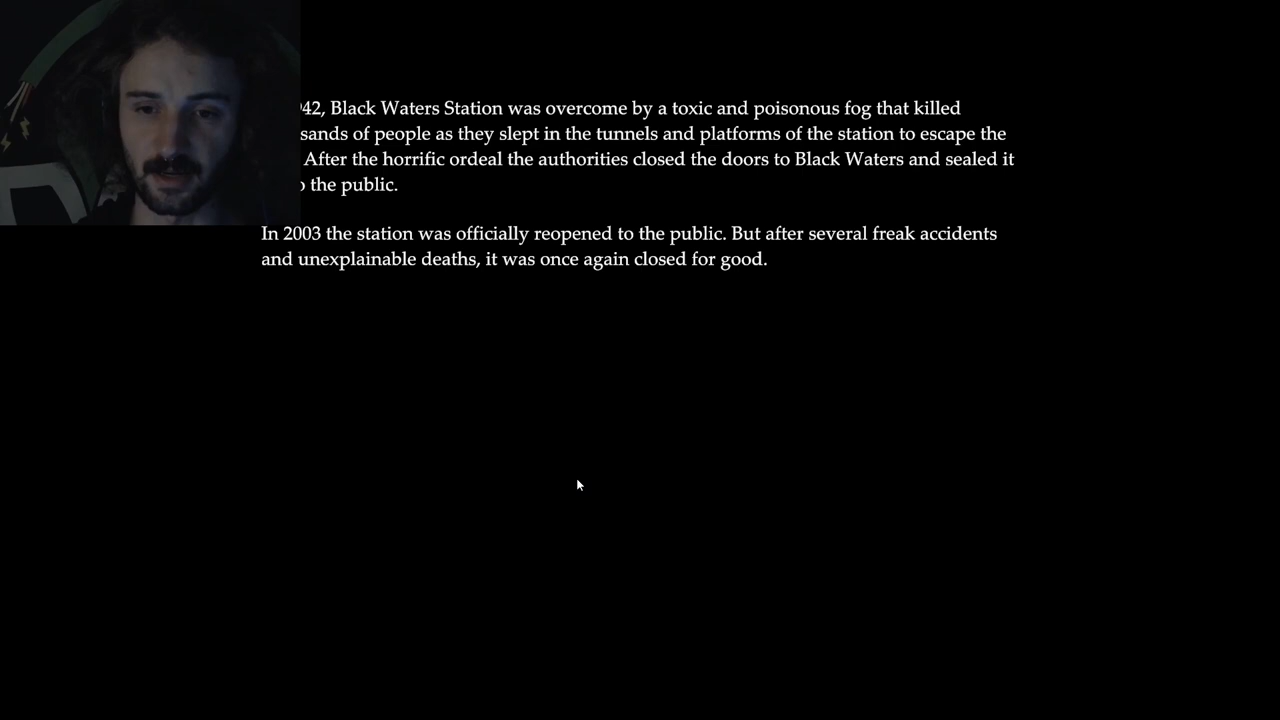 42, Black Waters Station was overcome by a toxic and poisonous fog that killed
sands of people as they slept in the tunnels and platforms of the station to escape the
After the horrific ordeal the authorities closed the doors to Black Waters and sealed it
the public.
In 2003 the station was officially reopened to the public. But after several freak accidents
and unexplainable deaths, it was once again closed for good.